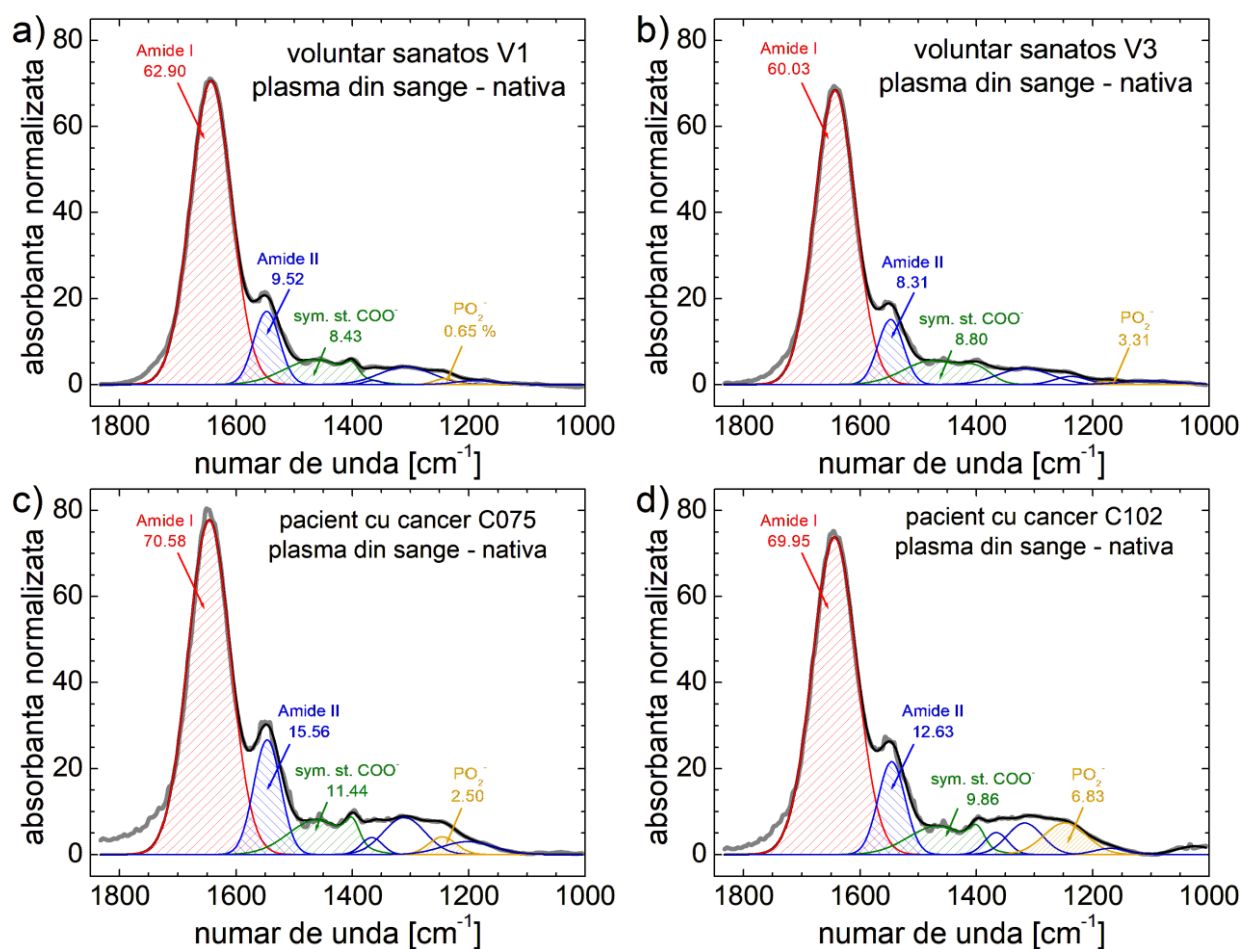 a)
voluntar sanatos V1
plasma din sange - nativa
Amide I
62.90
Amide II
9.52
sym. st. COO⁻
8.43
PO₂⁻
0.65 %
absorbanta normalizata
80
60
40
20
0
1800 1600 1400 1200 1000
numar de unda [cm⁻¹]
b)
voluntar sanatos V3
plasma din sange - nativa
Amide I
60.03
Amide II
8.31
sym. st. COO⁻
8.80
PO₂⁻
3.31
absorbanta normalizata
80
60
40
20
0
1800 1600 1400 1200 1000
numar de unda [cm⁻¹]
c)
pacient cu cancer C075
plasma din sange - nativa
Amide I
70.58
Amide II
15.56
sym. st. COO⁻
11.44
PO₂⁻
2.50
absorbanta normalizata
80
60
40
20
0
1800 1600 1400 1200 1000
numar de unda [cm⁻¹]
d)
pacient cu cancer C102
plasma din sange - nativa
Amide I
69.95
Amide II
12.63
sym. st. COO⁻
9.86
PO₂⁻
6.83
absorbanta normalizata
80
60
40
20
0
1800 1600 1400 1200 1000
numar de unda [cm⁻¹]